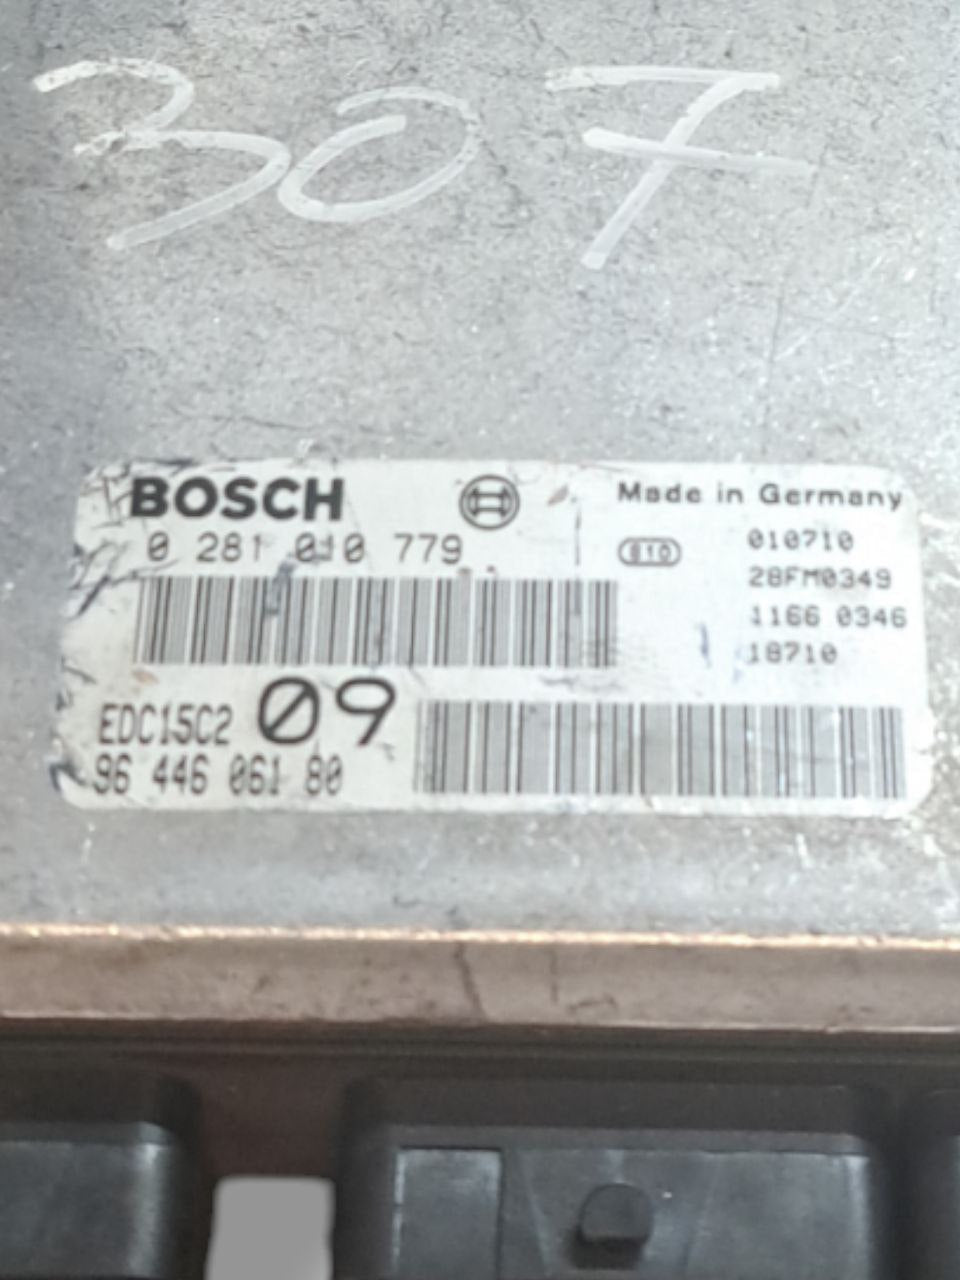 307
BOSCH
Made in Germany
0 281 010 779
010710
28FM0349
1166 0346
18710
EDC15C2 09
96 446 061 80